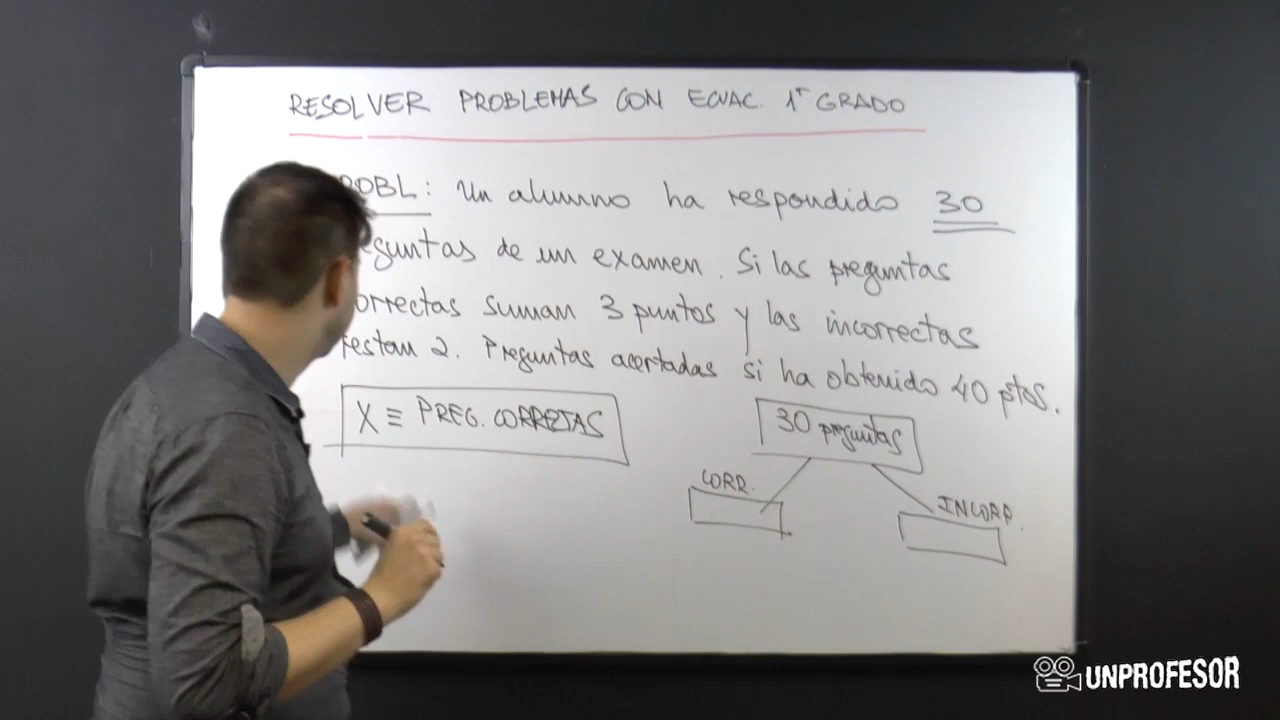 RESOLVER PROBLEMAS CON ECUAC. 1ᵉʳ GRADO
ROBL: Un alumno ha respondido 30
eguntas de un examen. Si las preguntas
orrectas suman 3 puntos y las incorrectas
restan 2. Preguntas acertadas si ha obtenido 40 ptos.
X ≡ PREG. CORRECTAS
30 preguntas
CORR.
INCORR.
UNPROFESOR